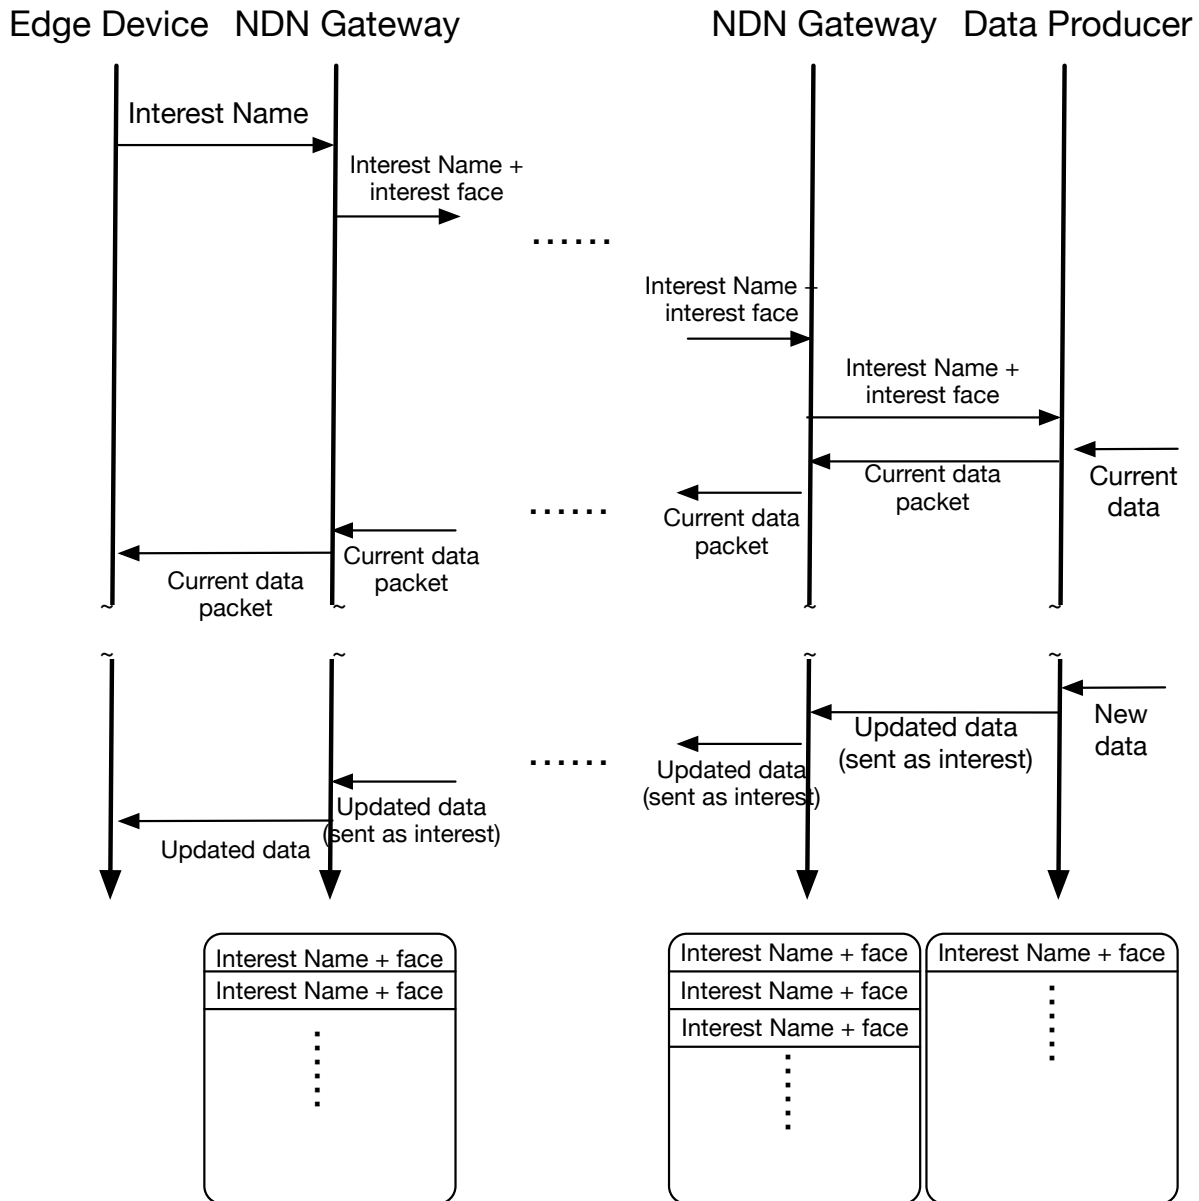 Edge Device NDN Gateway NDN Gateway Data Producer
Interest Name
Interest Name +
interest face
......
Interest Name +
interest face
Interest Name +
interest face
Current
data
Current data
packet
Current data
packet
......
Current data
packet
Current data
packet
~ ~ ~ ~
~ ~ ~ ~
New
data
Updated data
(sent as interest)
Updated data
(sent as interest)
......
Updated data
(sent as interest)
Updated data
Interest Name + face
Interest Name + face
Interest Name + face
Interest Name + face
Interest Name + face
Interest Name + face